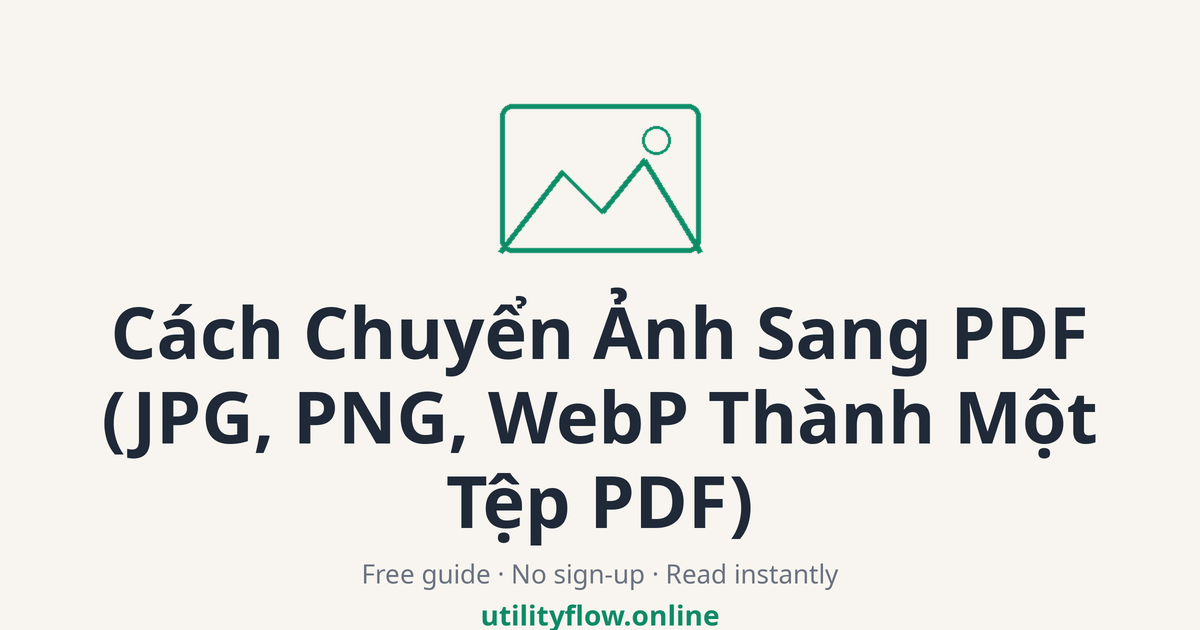 Cách Chuyển Ảnh Sang PDF
(JPG, PNG, WebP Thành Một
Tệp PDF)
Free guide · No sign-up · Read instantly
utilityflow.online